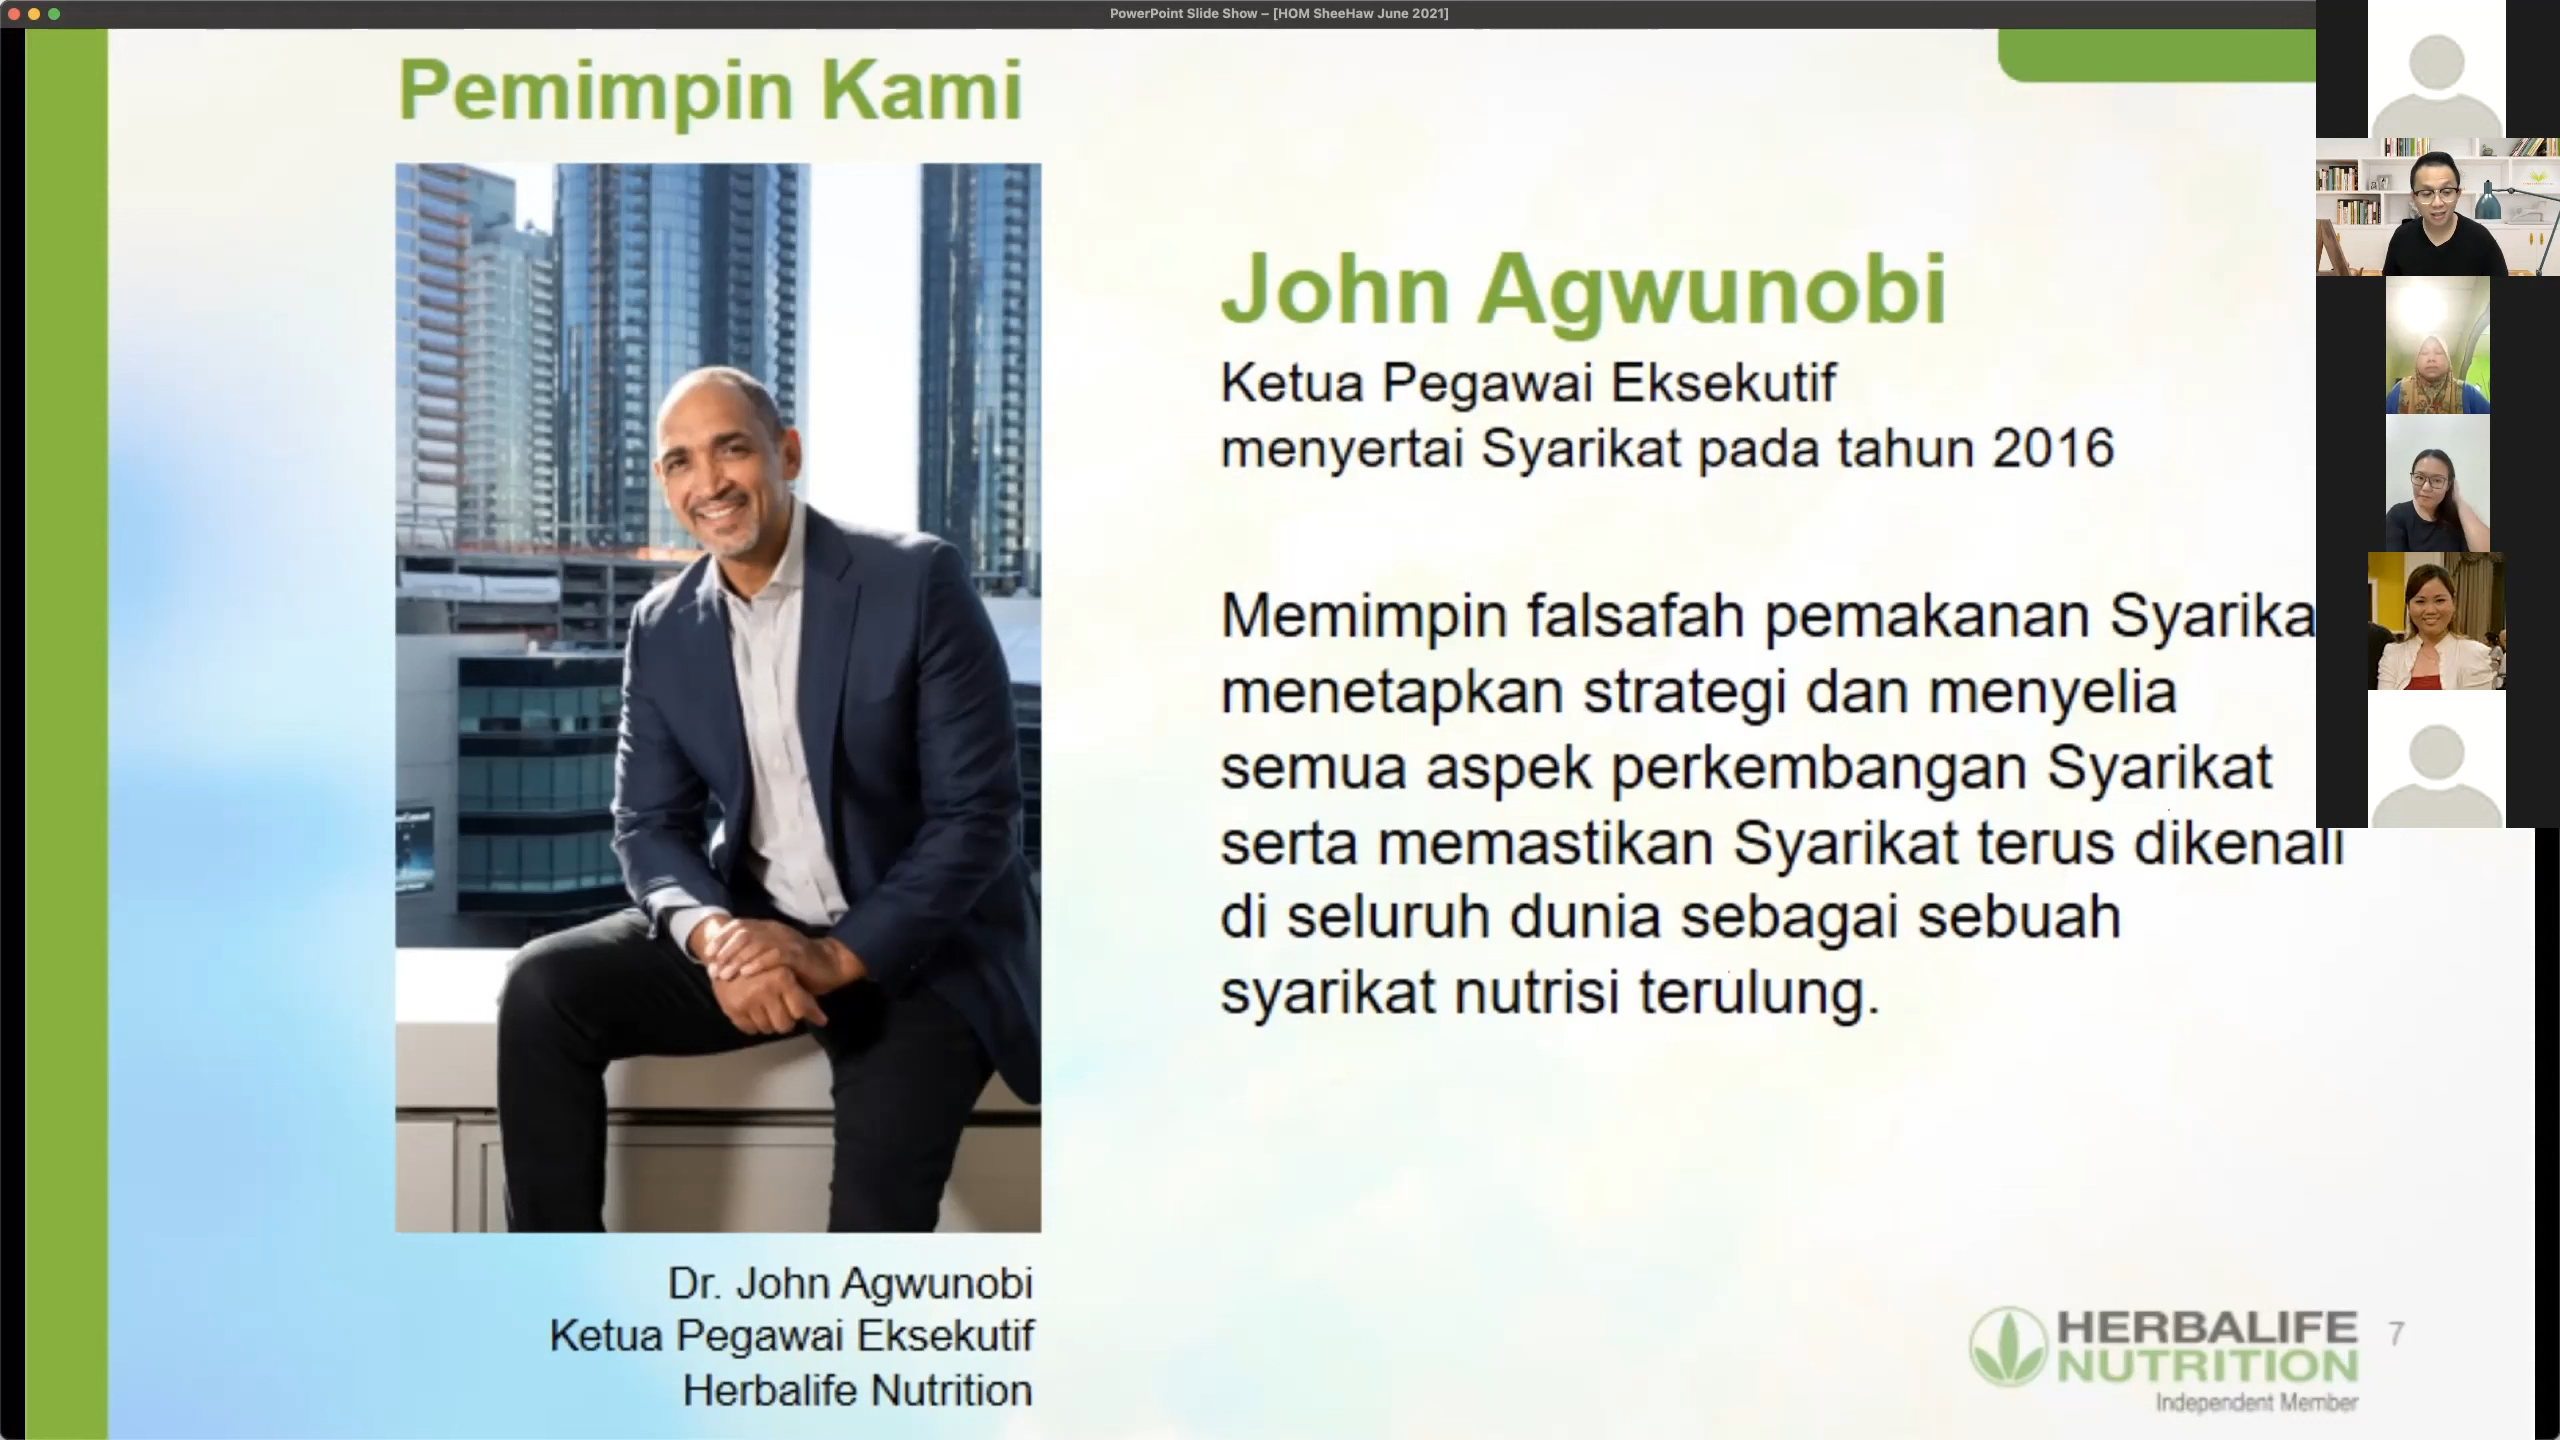 PowerPoint Slide Show – [HOM SheeHaw June 2021]
Pemimpin Kami
John Agwunobi
Ketua Pegawai Eksekutif
menyertai Syarikat pada tahun 2016
Memimpin falsafah pemakanan Syarika
menetapkan strategi dan menyelia
semua aspek perkembangan Syarikat
serta memastikan Syarikat terus dikenali
di seluruh dunia sebagai sebuah
syarikat nutrisi terulung.
Dr. John Agwunobi
Ketua Pegawai Eksekutif
Herbalife Nutrition
HERBALIFE
NUTRITION
Independent Member
7